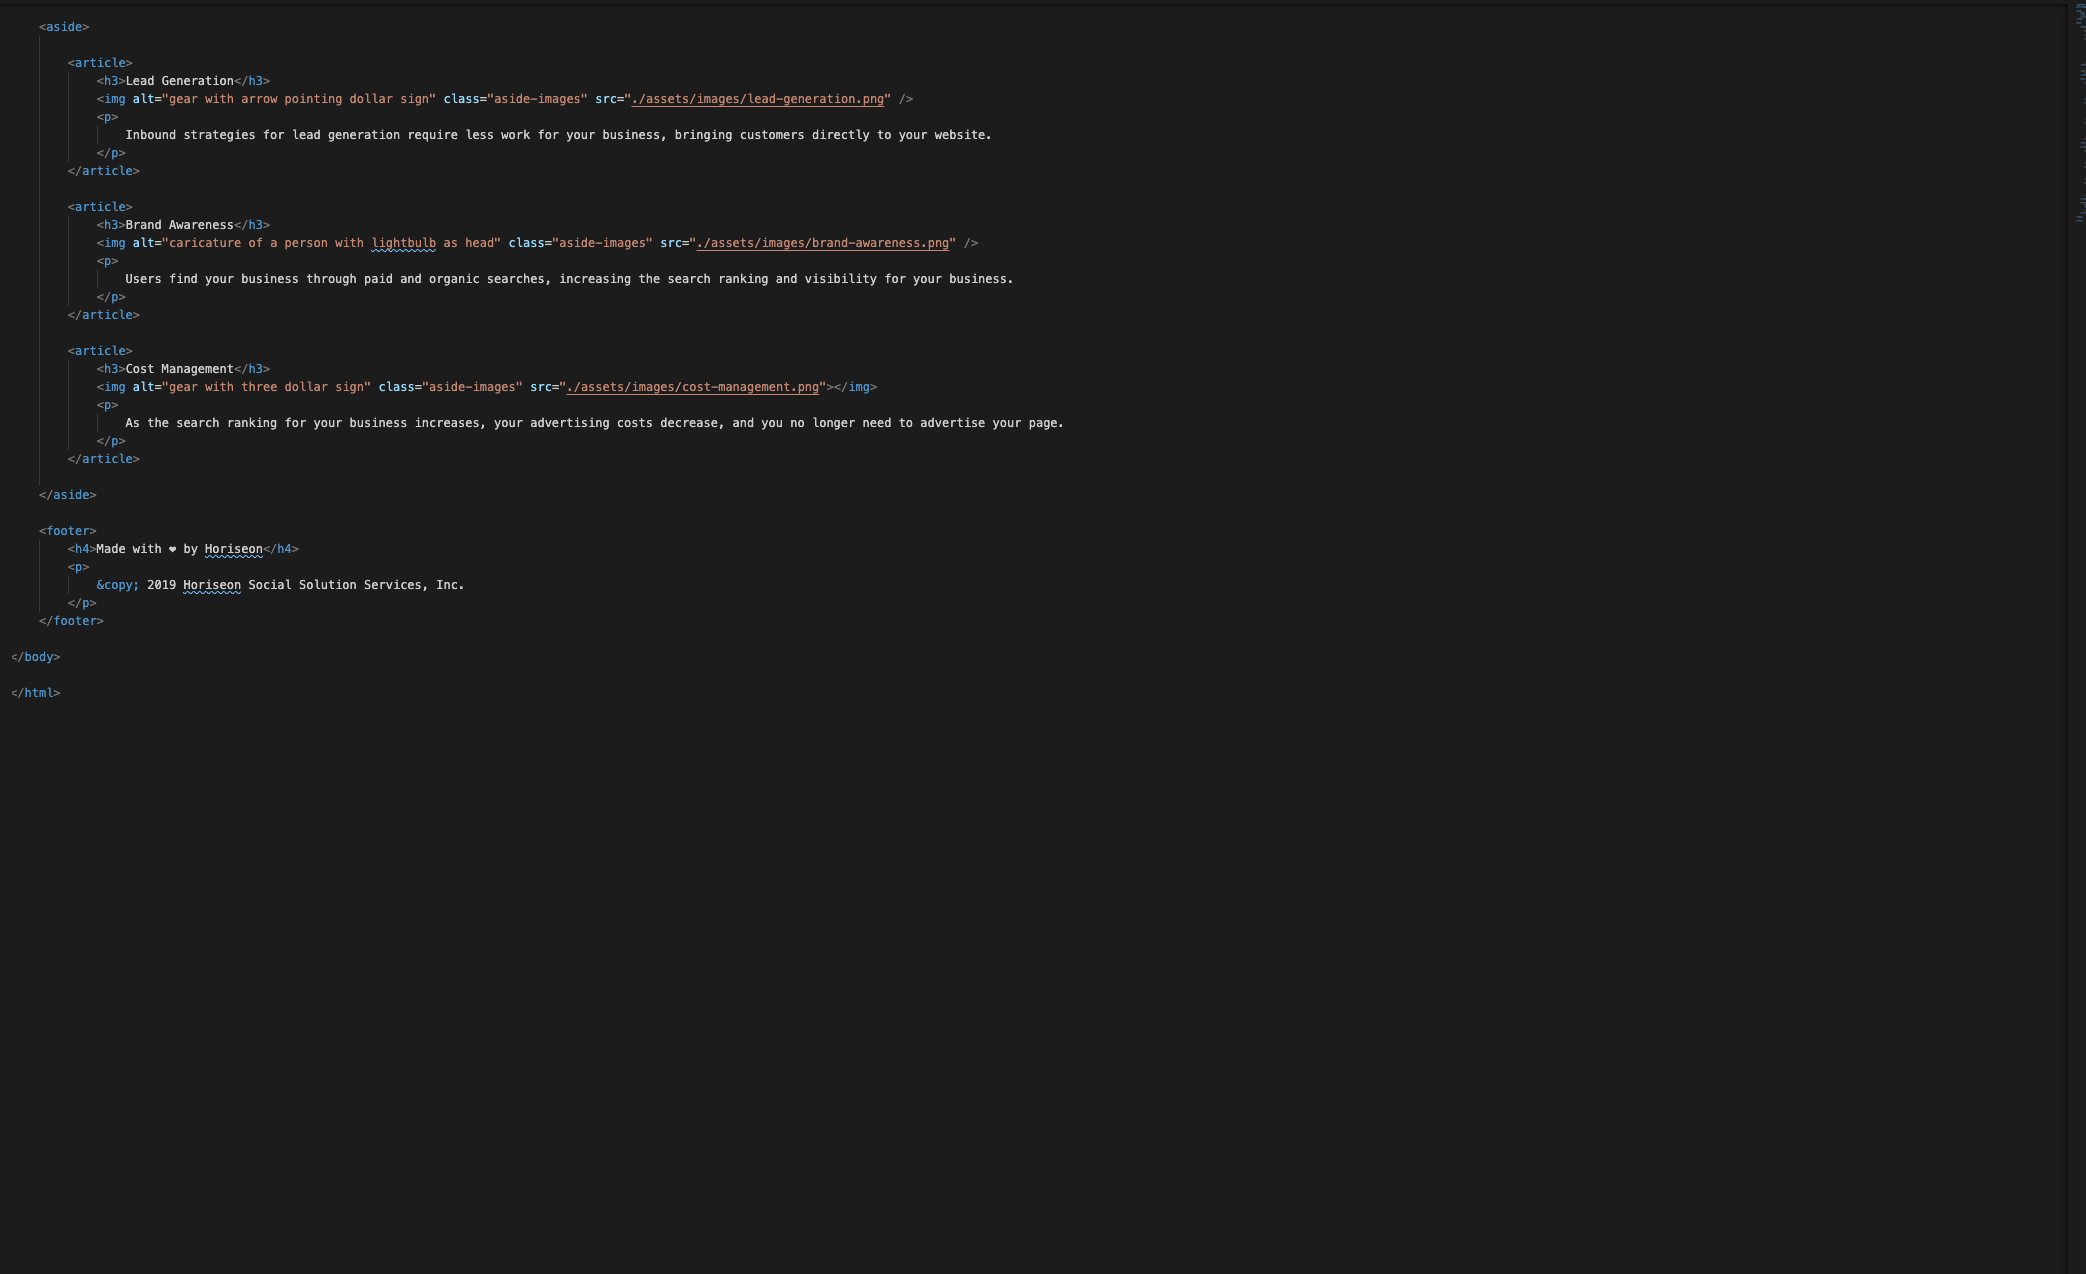 <aside>
<article>
<h3>Lead Generation</h3>
<img alt="gear with arrow pointing dollar sign" class="aside-images" src="./assets/images/lead-generation.png" />
<p>
Inbound strategies for lead generation require less work for your business, bringing customers directly to your website.
</p>
</article>
<article>
<h3>Brand Awareness</h3>
<img alt="caricature of a person with lightbulb as head" class="aside-images" src="./assets/images/brand-awareness.png" />
<p>
Users find your business through paid and organic searches, increasing the search ranking and visibility for your business.
</p>
</article>
<article>
<h3>Cost Management</h3>
<img alt="gear with three dollar sign" class="aside-images" src="./assets/images/cost-management.png"></img>
<p>
As the search ranking for your business increases, your advertising costs decrease, and you no longer need to advertise your page.
</p>
</article>
</aside>
<footer>
<h4>Made with ❤ by Horiseon</h4>
<p>
&copy; 2019 Horiseon Social Solution Services, Inc.
</p>
</footer>
</body>
</html>